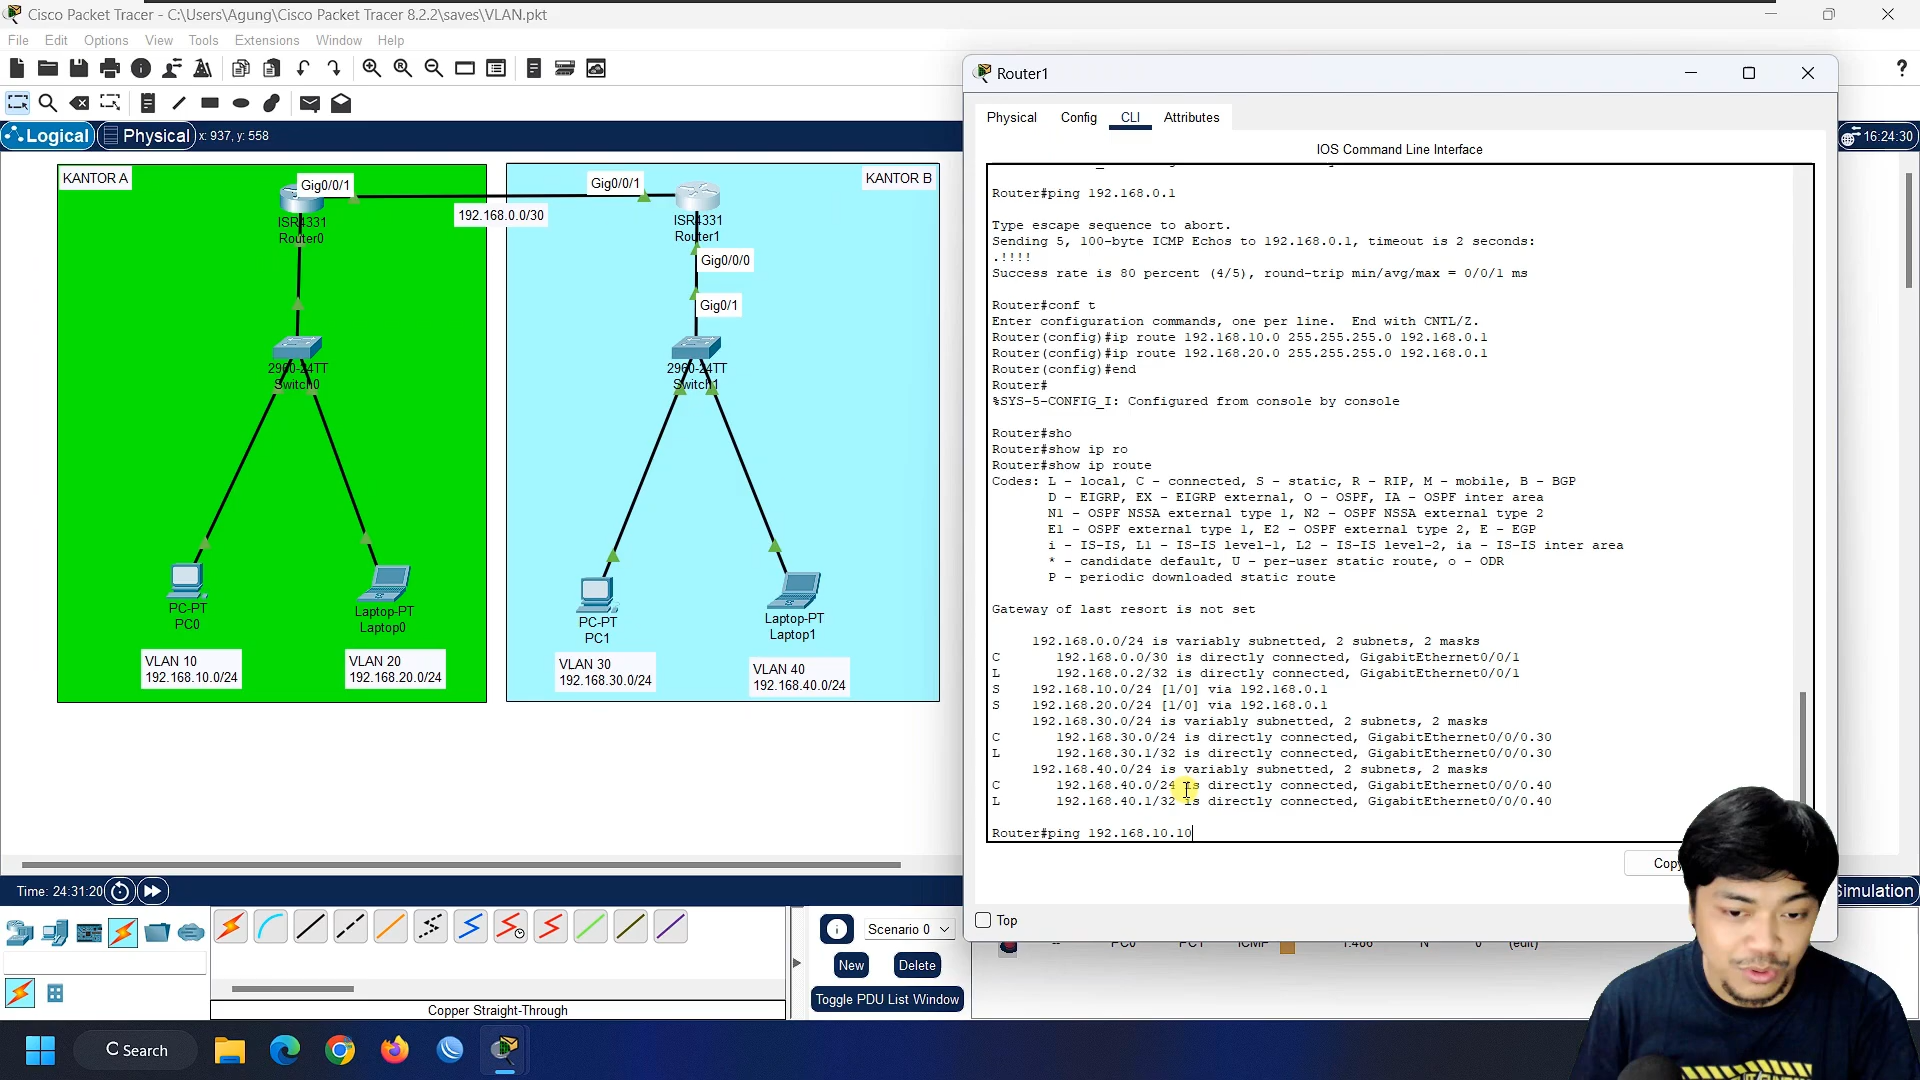 Cisco Packet Tracer - C:\Users\Agung\Cisco Packet Tracer 8.2.2\saves\VLAN.pkt
File Edit Options View Tools Extensions Window Help
Logical Physical x: 937, y: 558
16:24:30
KANTOR A
Gig0/0/1
ISR4331
Router0
192.168.0.0/30
2960-24TT
Switch0
PC-PT
PC0
Laptop-PT
Laptop0
VLAN 10
192.168.10.0/24
VLAN 20
192.168.20.0/24
KANTOR B
Gig0/0/1
ISR4331
Router1
Gig0/0/0
Gig0/1
2960-24TT
Switch1
PC-PT
PC1
Laptop-PT
Laptop1
VLAN 30
192.168.30.0/24
VLAN 40
192.168.40.0/24
Router1
Physical Config CLI Attributes
IOS Command Line Interface
Router#ping 192.168.0.1
Type escape sequence to abort.
Sending 5, 100-byte ICMP Echos to 192.168.0.1, timeout is 2 seconds:
.!!!!
Success rate is 80 percent (4/5), round-trip min/avg/max = 0/0/1 ms
Router#conf t
Enter configuration commands, one per line. End with CNTL/Z.
Router(config)#ip route 192.168.10.0 255.255.255.0 192.168.0.1
Router(config)#ip route 192.168.20.0 255.255.255.0 192.168.0.1
Router(config)#end
Router#
%SYS-5-CONFIG_I: Configured from console by console
Router#sho
Router#show ip ro
Router#show ip route
Codes: L - local, C - connected, S - static, R - RIP, M - mobile, B - BGP
D - EIGRP, EX - EIGRP external, O - OSPF, IA - OSPF inter area
N1 - OSPF NSSA external type 1, N2 - OSPF NSSA external type 2
E1 - OSPF external type 1, E2 - OSPF external type 2, E - EGP
i - IS-IS, L1 - IS-IS level-1, L2 - IS-IS level-2, ia - IS-IS inter area
* - candidate default, U - per-user static route, o - ODR
P - periodic downloaded static route
Gateway of last resort is not set
192.168.0.0/24 is variably subnetted, 2 subnets, 2 masks
C 192.168.0.0/30 is directly connected, GigabitEthernet0/0/1
L 192.168.0.2/32 is directly connected, GigabitEthernet0/0/1
S 192.168.10.0/24 [1/0] via 192.168.0.1
S 192.168.20.0/24 [1/0] via 192.168.0.1
192.168.30.0/24 is variably subnetted, 2 subnets, 2 masks
C 192.168.30.0/24 is directly connected, GigabitEthernet0/0/0.30
L 192.168.30.1/32 is directly connected, GigabitEthernet0/0/0.30
192.168.40.0/24 is variably subnetted, 2 subnets, 2 masks
C 192.168.40.0/24 is directly connected, GigabitEthernet0/0/0.40
L 192.168.40.1/32 is directly connected, GigabitEthernet0/0/0.40
Router#ping 192.168.10.10
Copy
Top
Time: 24:31:20
Simulation
Scenario 0
New Delete
Toggle PDU List Window
Copper Straight-Through
-- PC0 PC1 ICMP 1.466 N 0 (edit)
Search